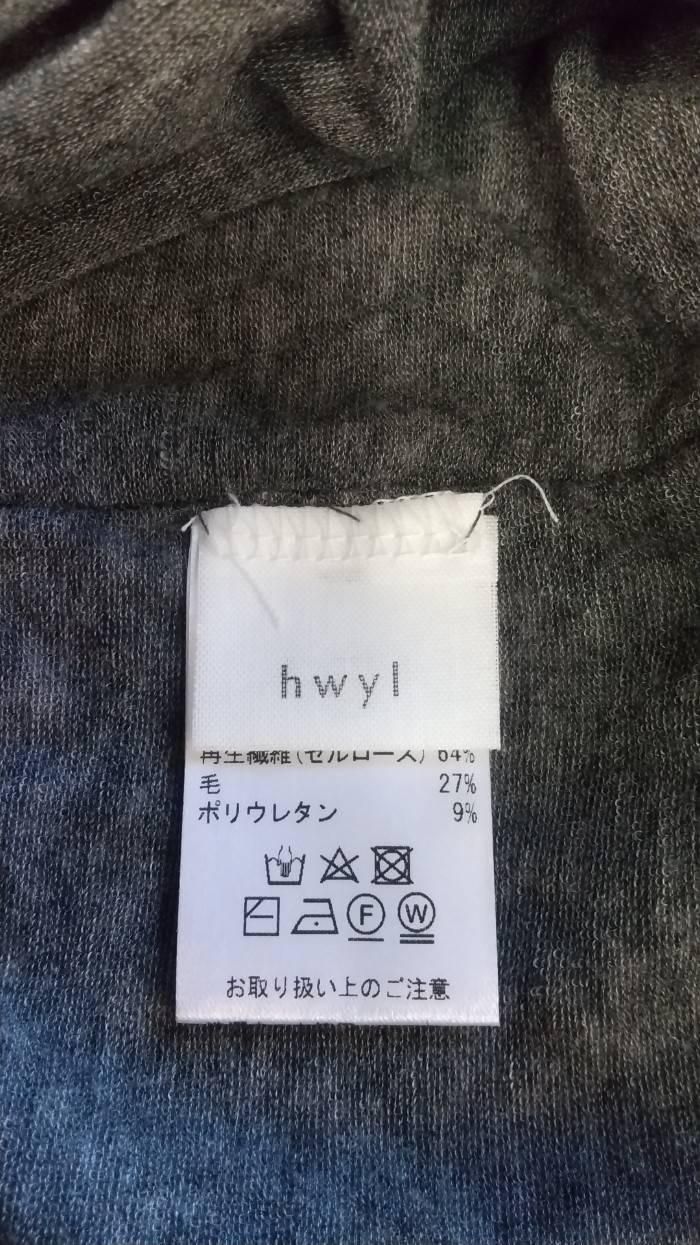 hwyl
再生繊維(セルロース) 64%
毛 27%
ポリウレタン 9%
F W
お取り扱い上のご注意